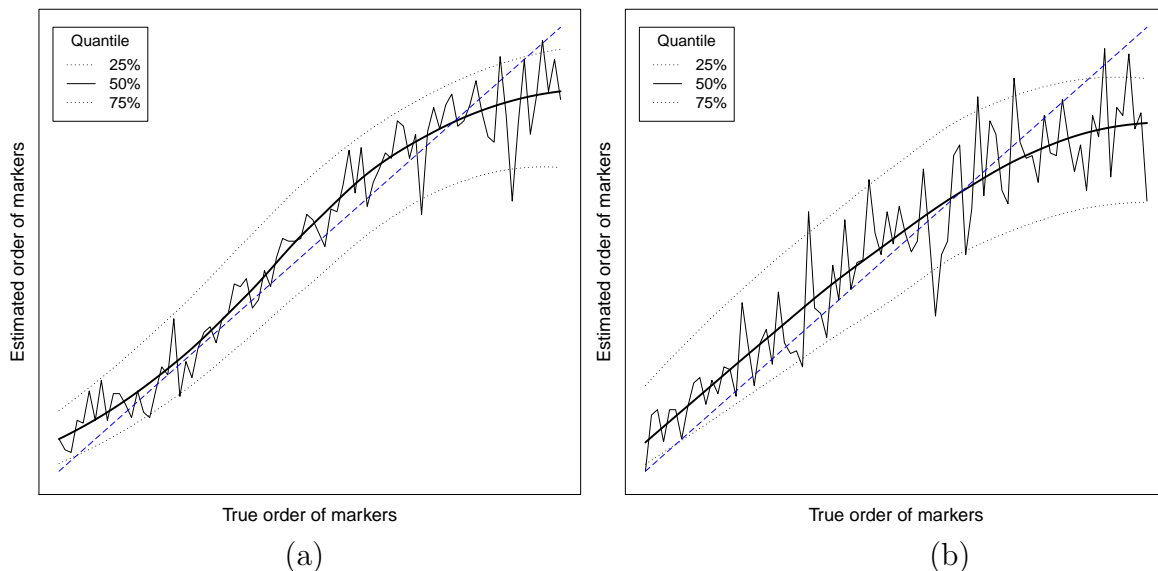 Quantile
25%
50%
75%
Estimated order of markers
True order of markers
(a)
Quantile
25%
50%
75%
Estimated order of markers
True order of markers
(b)